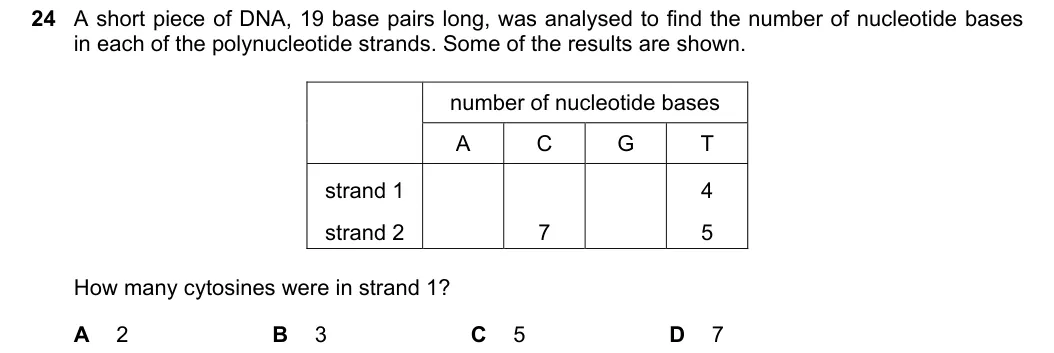 24 A short piece of DNA, 19 base pairs long, was analysed to find the number of nucleotide bases
in each of the polynucleotide strands. Some of the results are shown.
number of nucleotide bases
A C G T
strand 1 4
strand 2 7 5
How many cytosines were in strand 1?
A 2 B 3 C 5 D 7